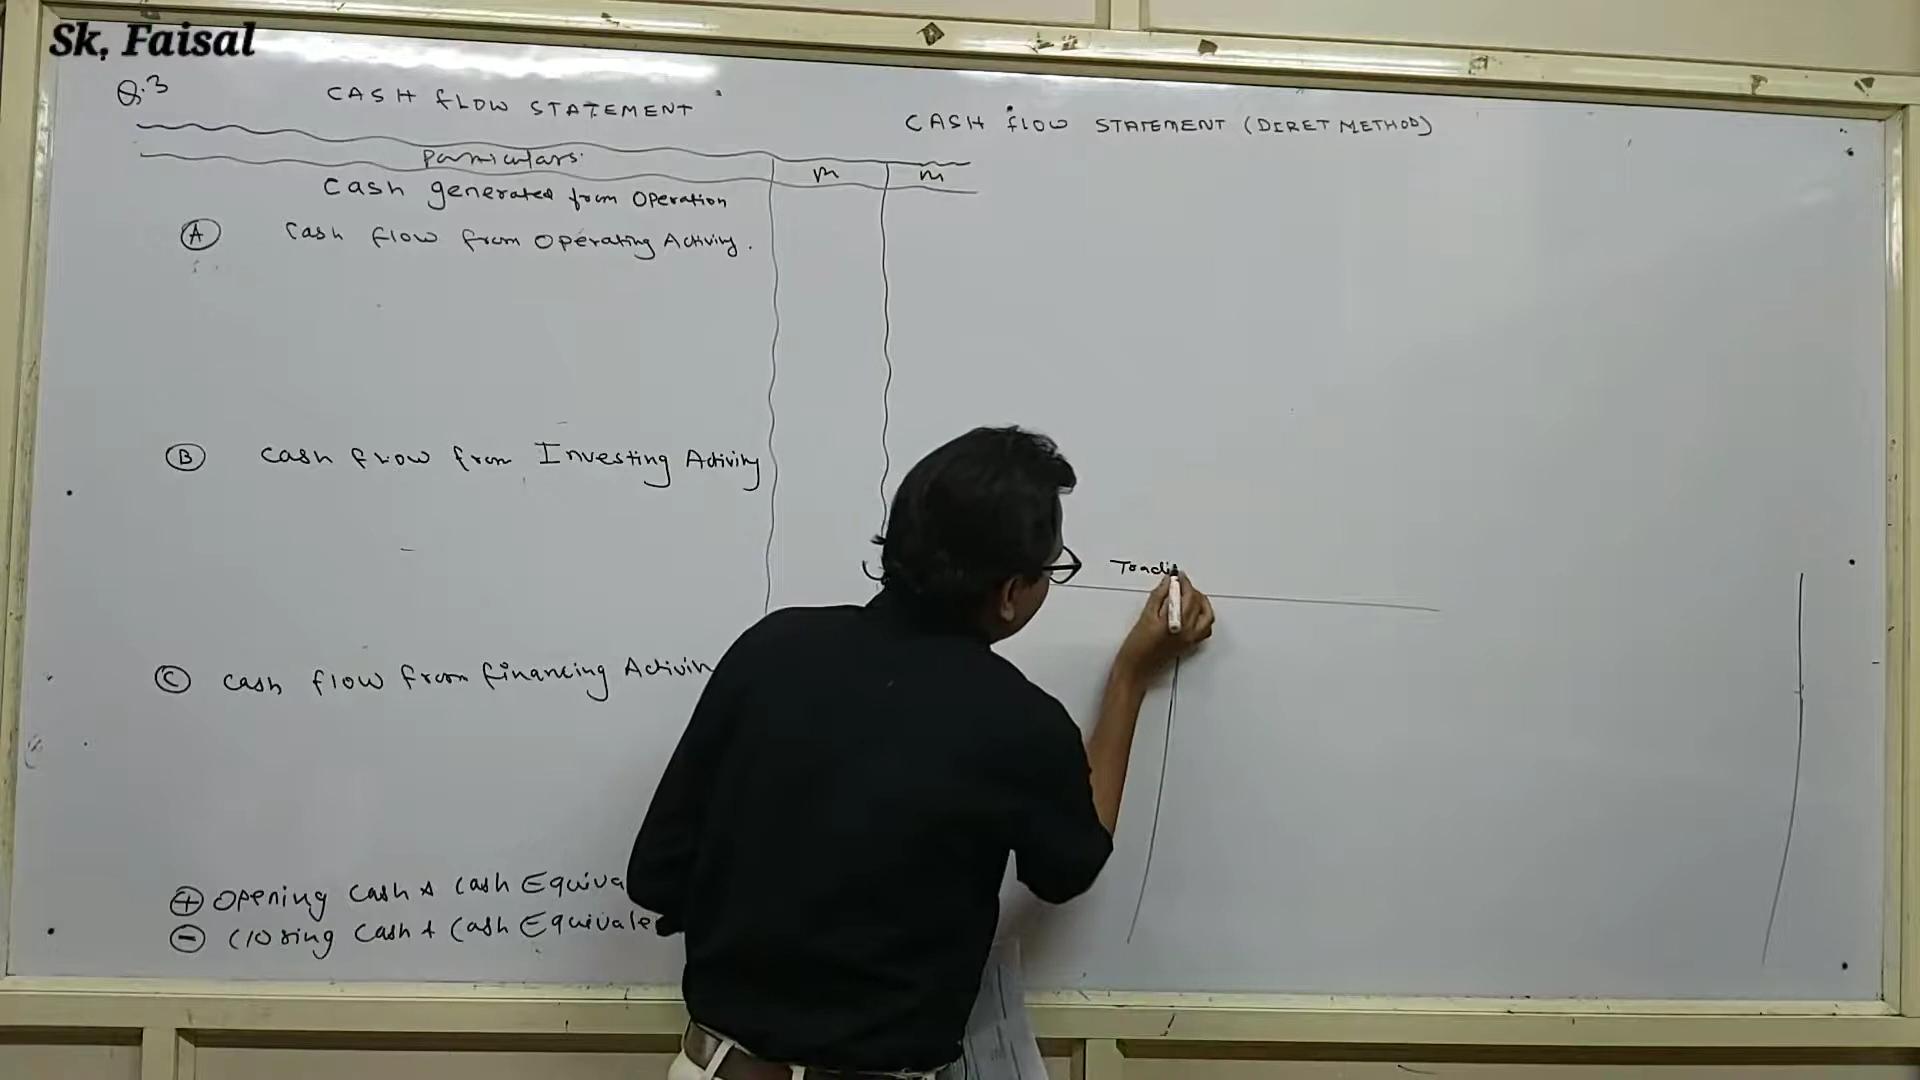 Sk, Faisal
Q.3
CASH fLOW STATEMENT
Particulars
m
m
Cash generated from Operation
A Cash flow from Operating Activity.
B Cash flow from Investing Activity
C Cash flow from financing Activi
+ Opening Cash & Cash Equiva
- Closing Cash & Cash Equivale
CASH flow STATEMENT (DIRET METHOD)
Tradi